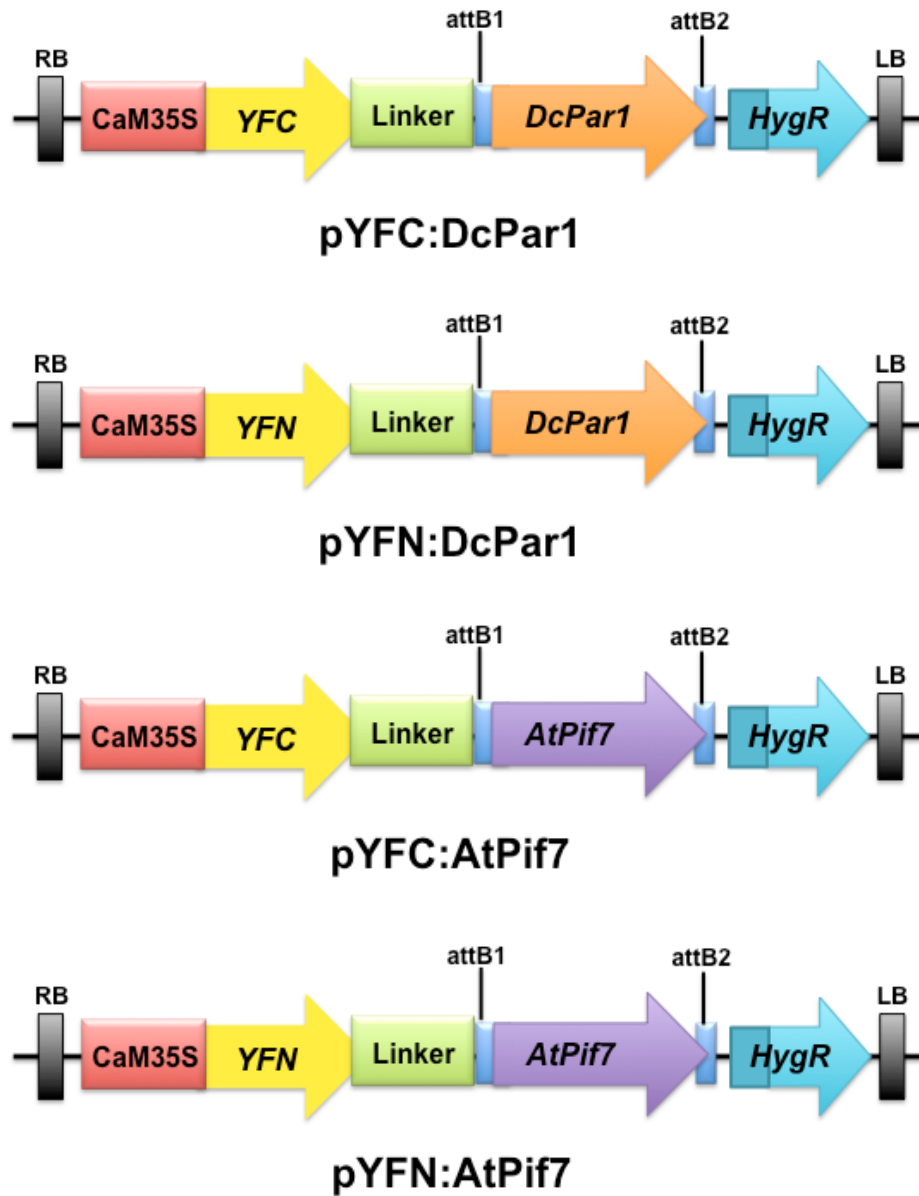 attB1 attB2
RB LB
CaM35S YFC Linker DcPar1 HygR
pYFC:DcPar1
attB1 attB2
RB LB
CaM35S YFN Linker DcPar1 HygR
pYFN:DcPar1
attB1 attB2
RB LB
CaM35S YFC Linker AtPif7 HygR
pYFC:AtPif7
attB1 attB2
RB LB
CaM35S YFN Linker AtPif7 HygR
pYFN:AtPif7